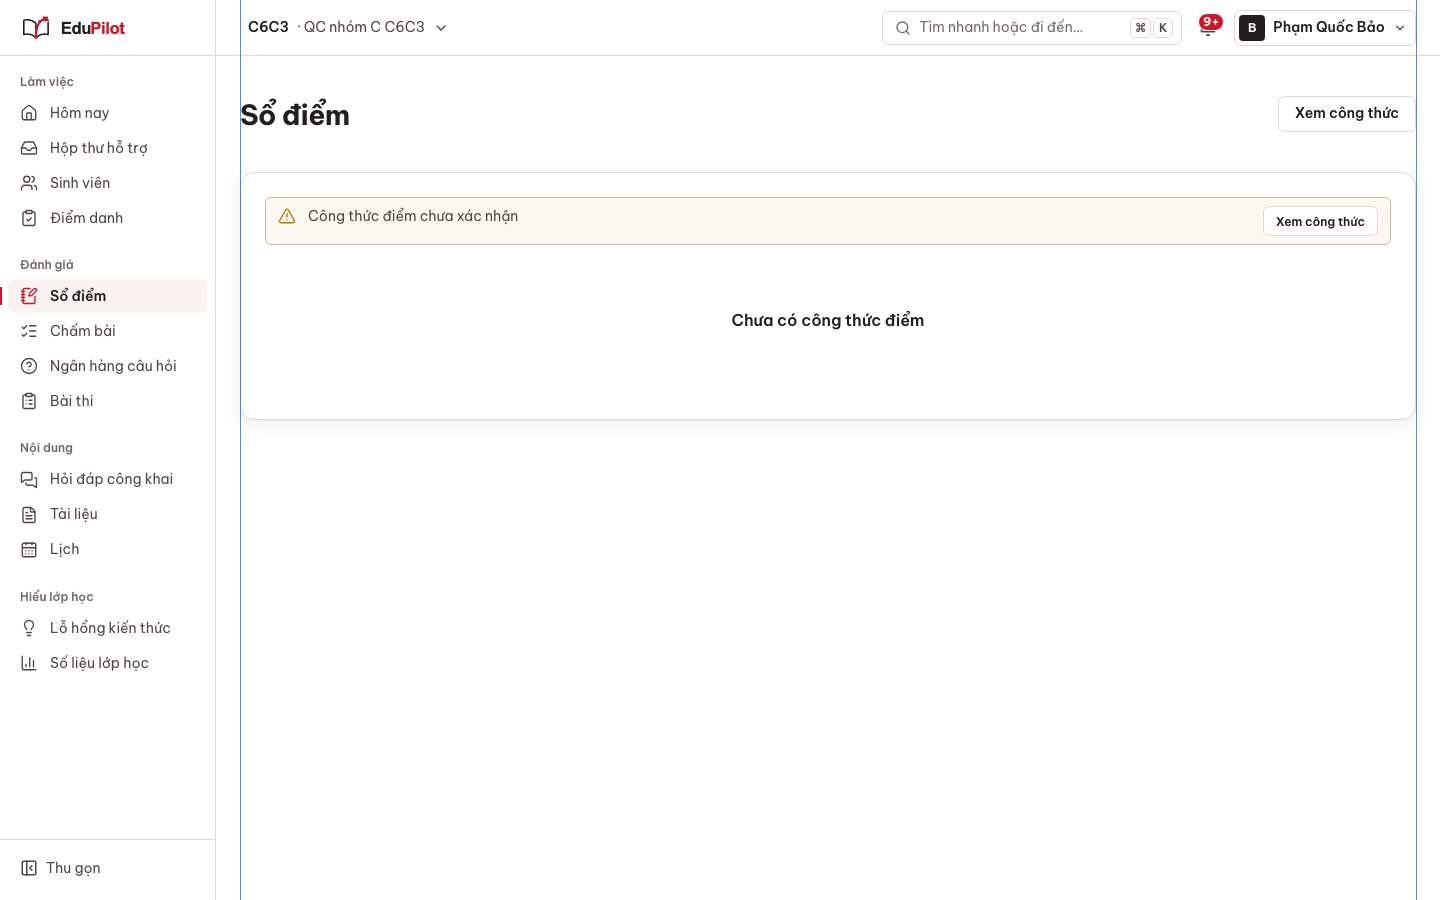 EduPilot
C6C3 · QC nhóm C C6C3
Tìm nhanh hoặc đi đến...
⌘ K
9+
B
Phạm Quốc Bảo
Làm việc
Hôm nay
Hộp thư hỗ trợ
Sinh viên
Điểm danh
Đánh giá
Sổ điểm
Chấm bài
Ngân hàng câu hỏi
Bài thi
Nội dung
Hỏi đáp công khai
Tài liệu
Lịch
Hiểu lớp học
Lỗ hổng kiến thức
Số liệu lớp học
Thu gọn
Sổ điểm
Xem công thức
Công thức điểm chưa xác nhận
Xem công thức
Chưa có công thức điểm